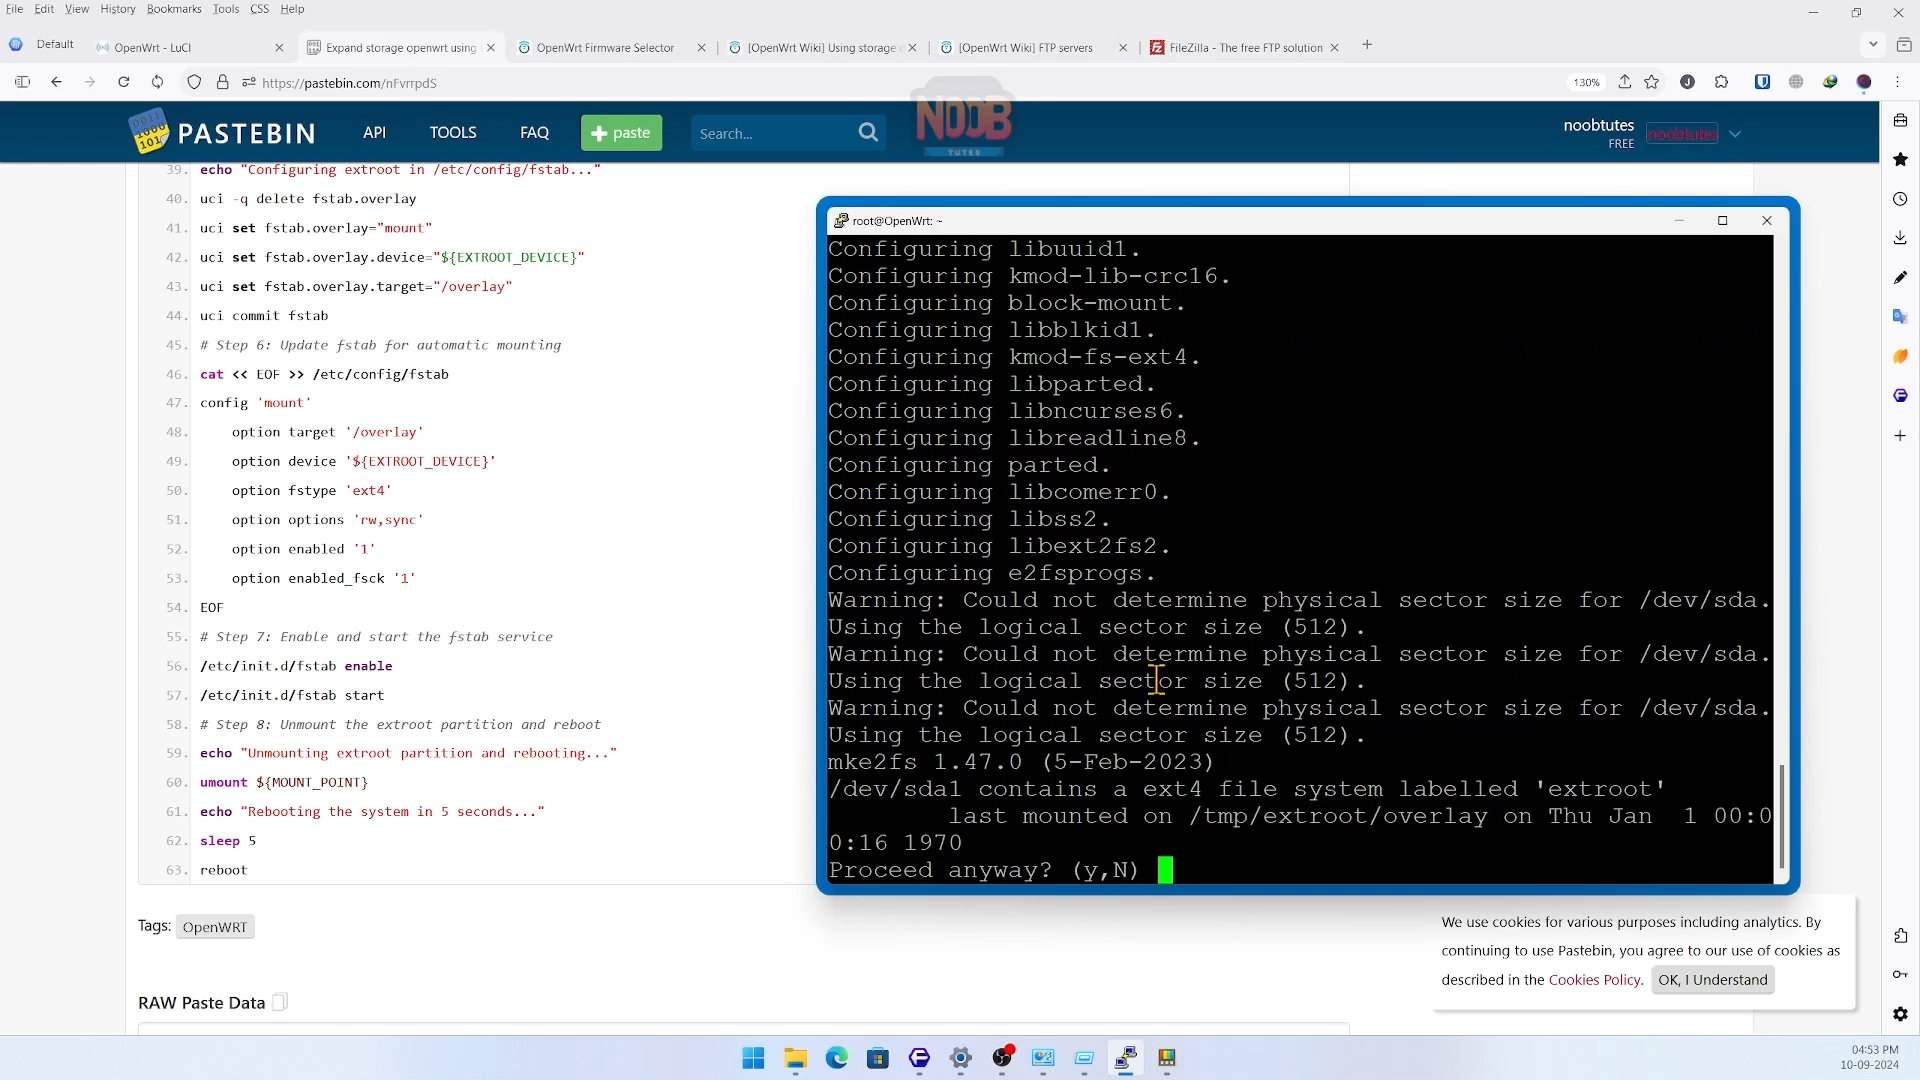 File Edit View History Bookmarks Tools CSS Help
Default
OpenWrt - LuCI
Expand storage openwrt using
OpenWrt Firmware Selector
[OpenWrt Wiki] Using storage d
[OpenWrt Wiki] FTP servers
FileZilla - The free FTP solution
https://pastebin.com/nFvrrpdS
130%
PASTEBIN
API
TOOLS
FAQ
paste
Search...
NOOB
TUTES
noobtutes
FREE
noobtutes
39. echo "Configuring extroot in /etc/config/fstab..."
40. uci -q delete fstab.overlay
41. uci set fstab.overlay="mount"
42. uci set fstab.overlay.device="${EXTROOT_DEVICE}"
43. uci set fstab.overlay.target="/overlay"
44. uci commit fstab
45. # Step 6: Update fstab for automatic mounting
46. cat << EOF >> /etc/config/fstab
47. config 'mount'
48. option target '/overlay'
49. option device '${EXTROOT_DEVICE}'
50. option fstype 'ext4'
51. option options 'rw,sync'
52. option enabled '1'
53. option enabled_fsck '1'
54. EOF
55. # Step 7: Enable and start the fstab service
56. /etc/init.d/fstab enable
57. /etc/init.d/fstab start
58. # Step 8: Unmount the extroot partition and reboot
59. echo "Unmounting extroot partition and rebooting..."
60. umount ${MOUNT_POINT}
61. echo "Rebooting the system in 5 seconds..."
62. sleep 5
63. reboot
Tags: OpenWRT
RAW Paste Data
root@OpenWrt: ~
Configuring libuuid1.
Configuring kmod-lib-crc16.
Configuring block-mount.
Configuring libblkid1.
Configuring kmod-fs-ext4.
Configuring libparted.
Configuring libncurses6.
Configuring libreadline8.
Configuring parted.
Configuring libcomerr0.
Configuring libss2.
Configuring libext2fs2.
Configuring e2fsprogs.
Warning: Could not determine physical sector size for /dev/sda.
Using the logical sector size (512).
Warning: Could not determine physical sector size for /dev/sda.
Using the logical sector size (512).
Warning: Could not determine physical sector size for /dev/sda.
Using the logical sector size (512).
mke2fs 1.47.0 (5-Feb-2023)
/dev/sda1 contains a ext4 file system labelled 'extroot'
last mounted on /tmp/extroot/overlay on Thu Jan  1 00:0
0:16 1970
Proceed anyway? (y,N)
We use cookies for various purposes including analytics. By
continuing to use Pastebin, you agree to our use of cookies as
described in the Cookies Policy. OK, I Understand
04:53 PM
10-09-2024